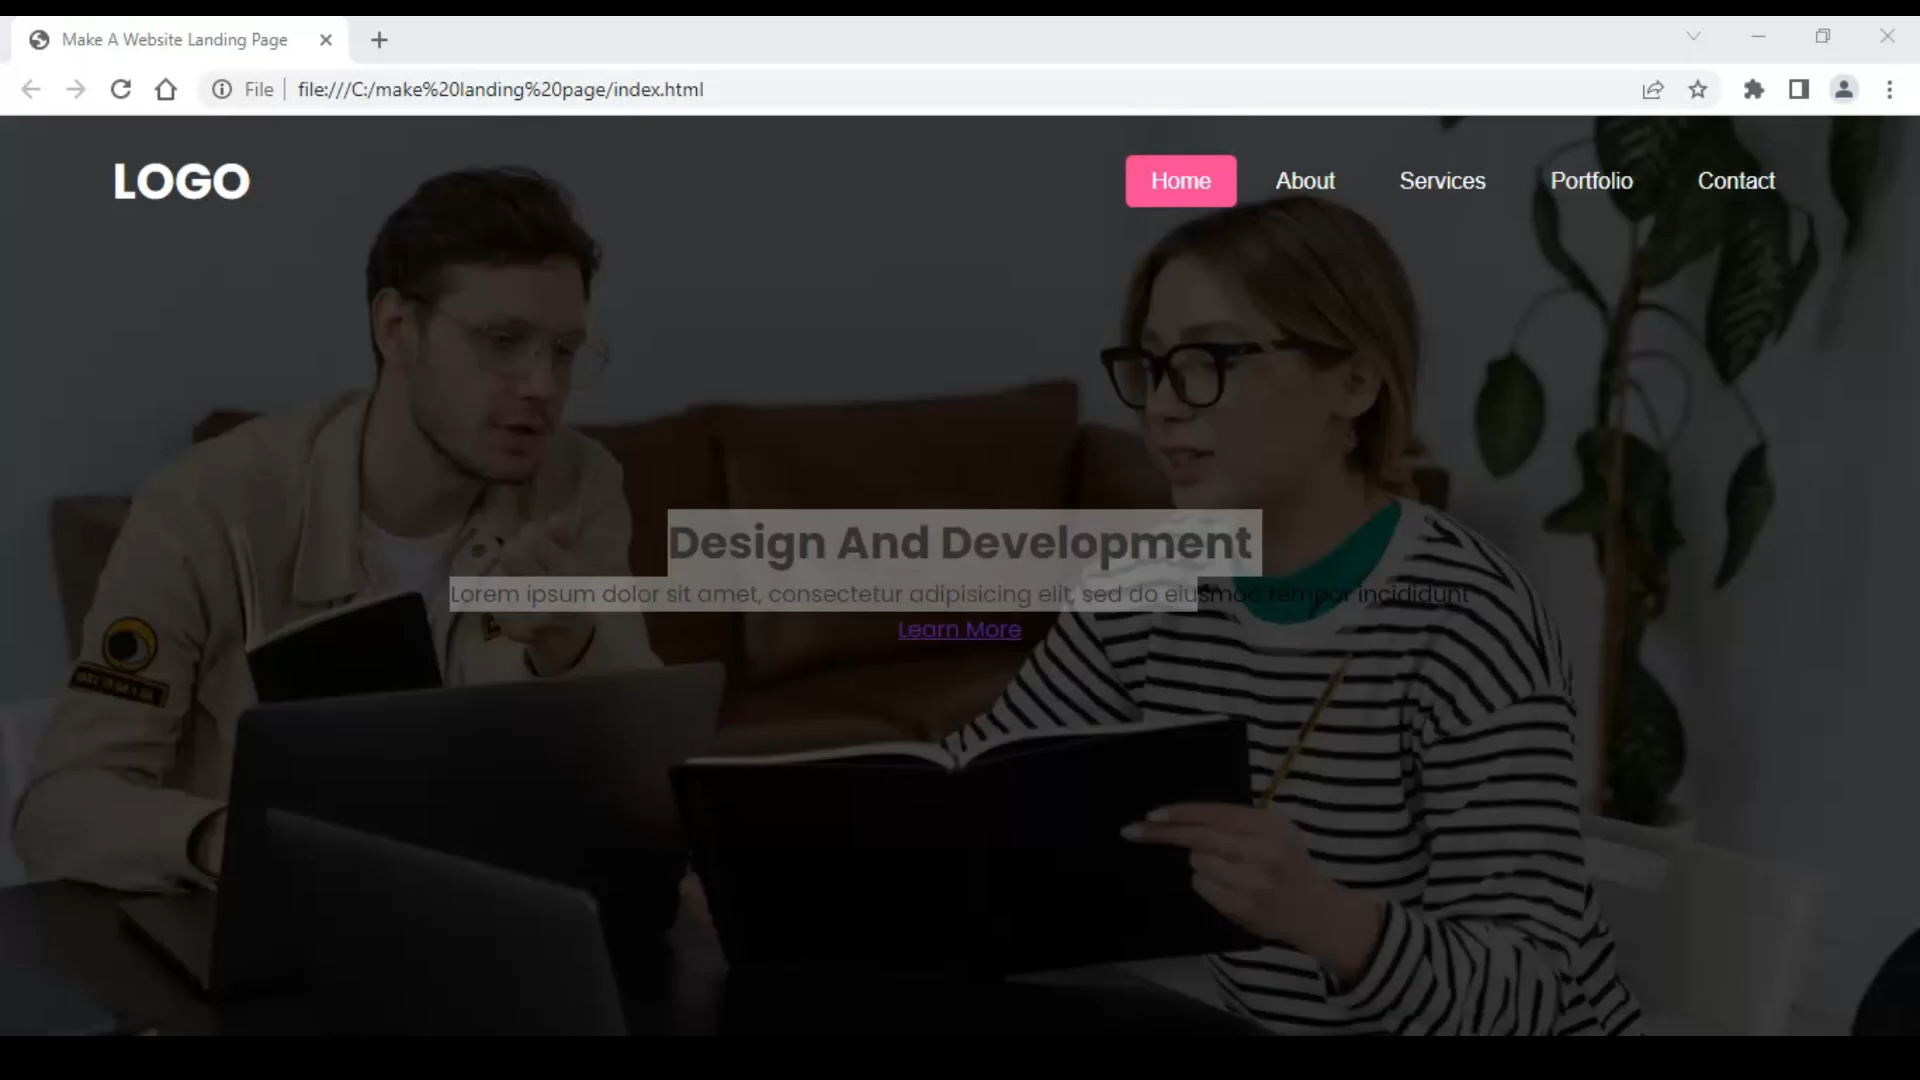 Make A Website Landing Page
File
file:///C:/make%20landing%20page/index.html
LOGO
Home
About
Services
Portfolio
Contact
Design And Development
Lorem ipsum dolor sit amet, consectetur adipisicing elit, sed do eiusmod tempor incididunt
Learn More